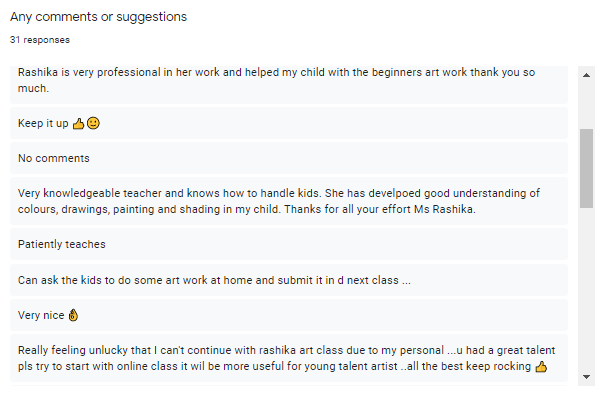 Any comments or suggestions
31 responses
Rashika is very professional in her work and helped my child with the beginners art work thank you so
much.
Keep it up 👍🙂
No comments
Very knowledgeable teacher and knows how to handle kids. She has develpoed good understanding of
colours, drawings, painting and shading in my child. Thanks for all your effort Ms Rashika.
Patiently teaches
Can ask the kids to do some art work at home and submit it in d next class ...
Very nice 👌
Really feeling unlucky that I can't continue with rashika art class due to my personal ...u had a great talent
pls try to start with online class it wil be more useful for young talent artist ..all the best keep rocking 👍